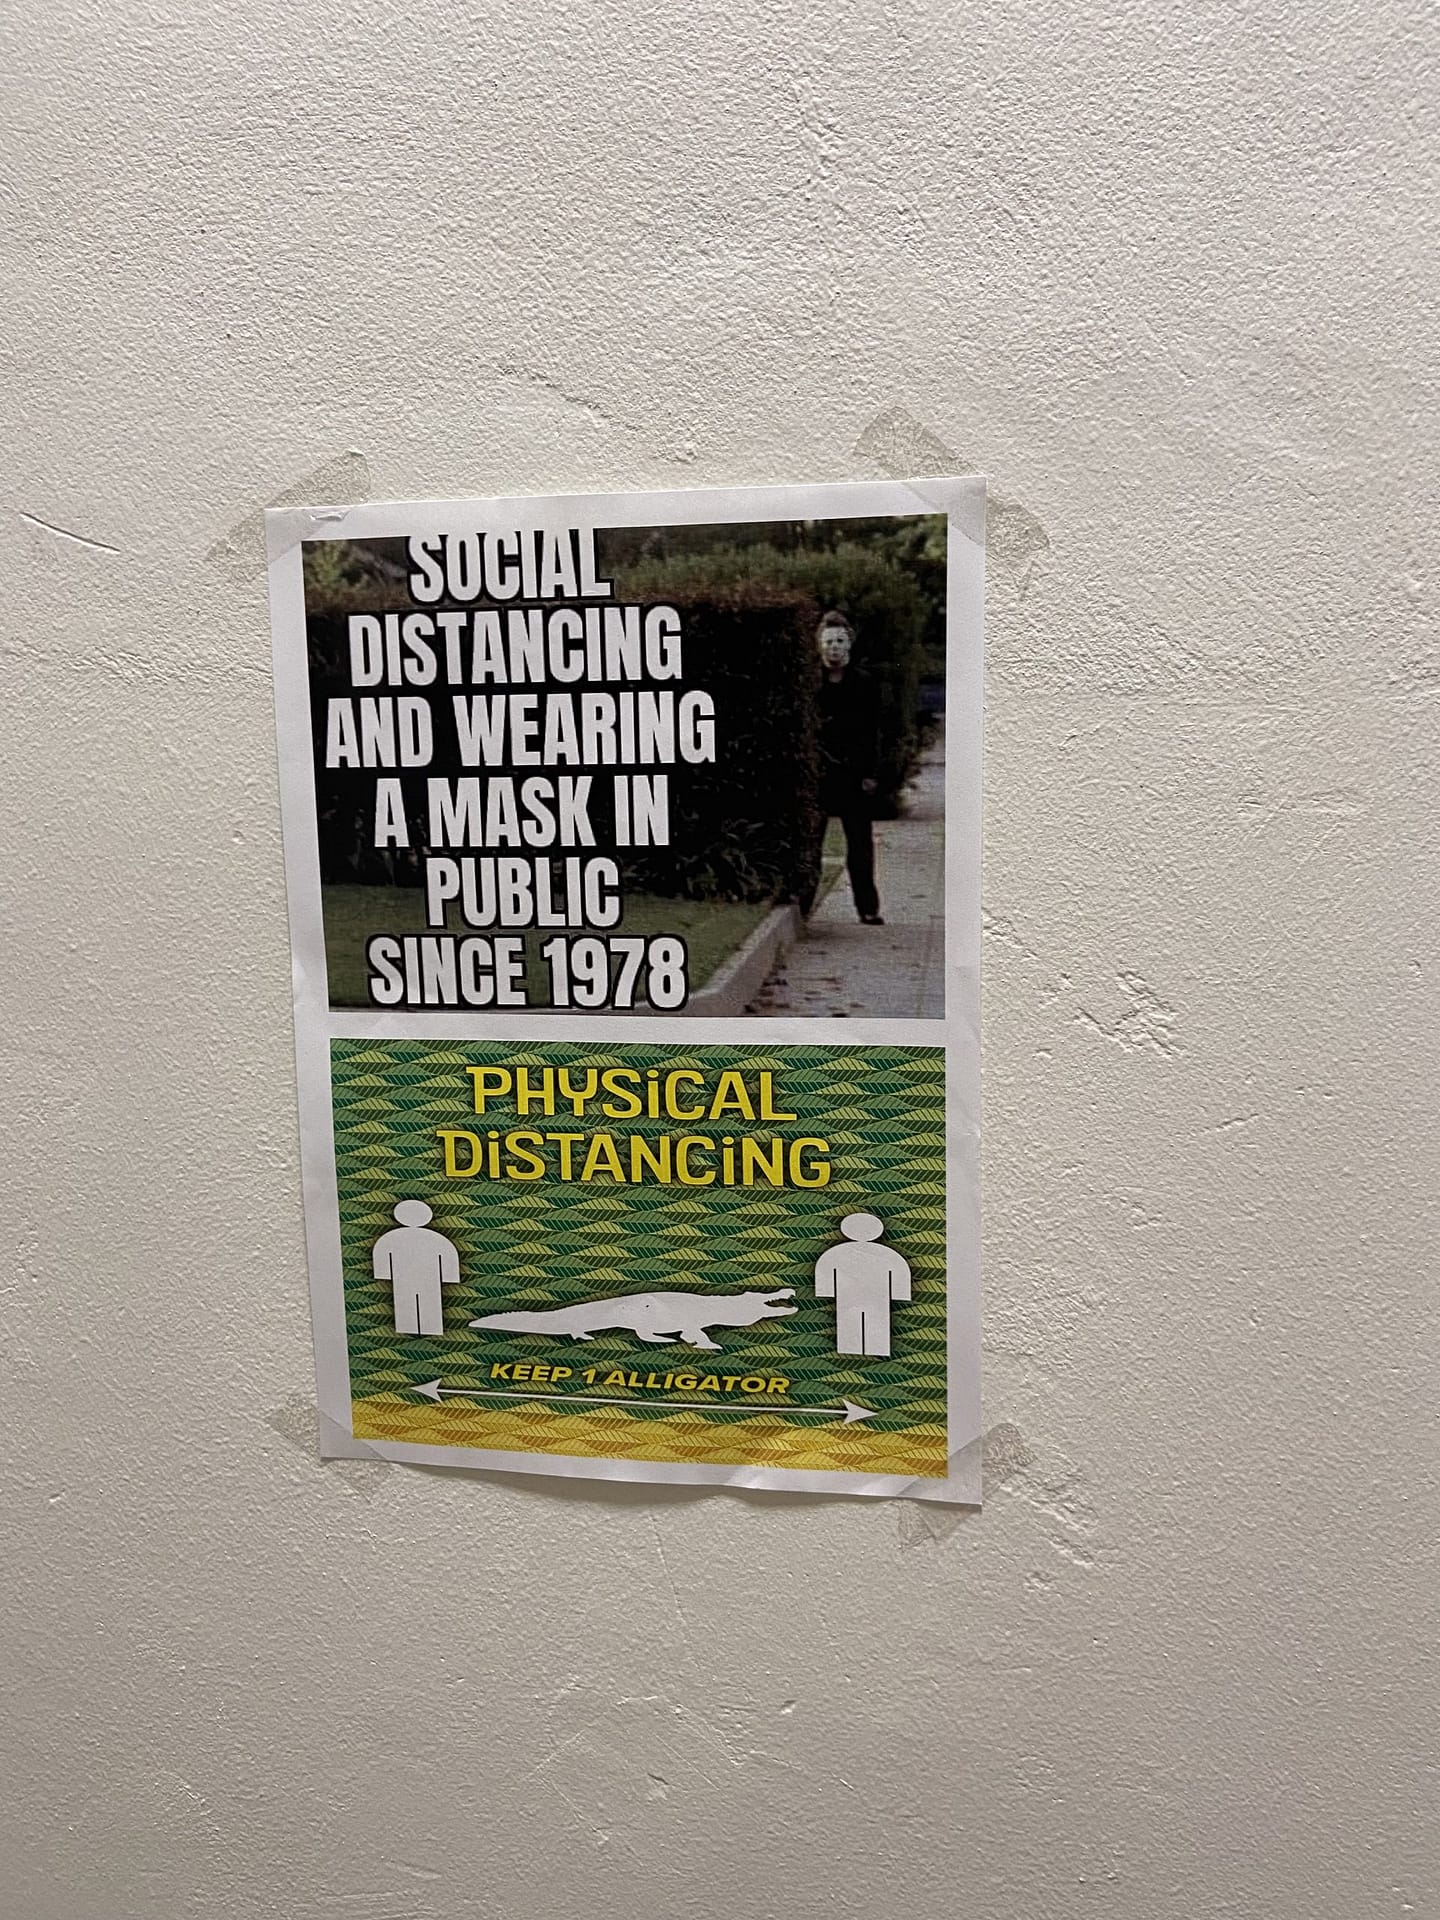 SOCIAL
DISTANCING
AND WEARING
A MASK IN
PUBLIC
SINCE 1978
PHYSiCAL
DiSTANCiNG
KEEP 1 ALLIGATOR